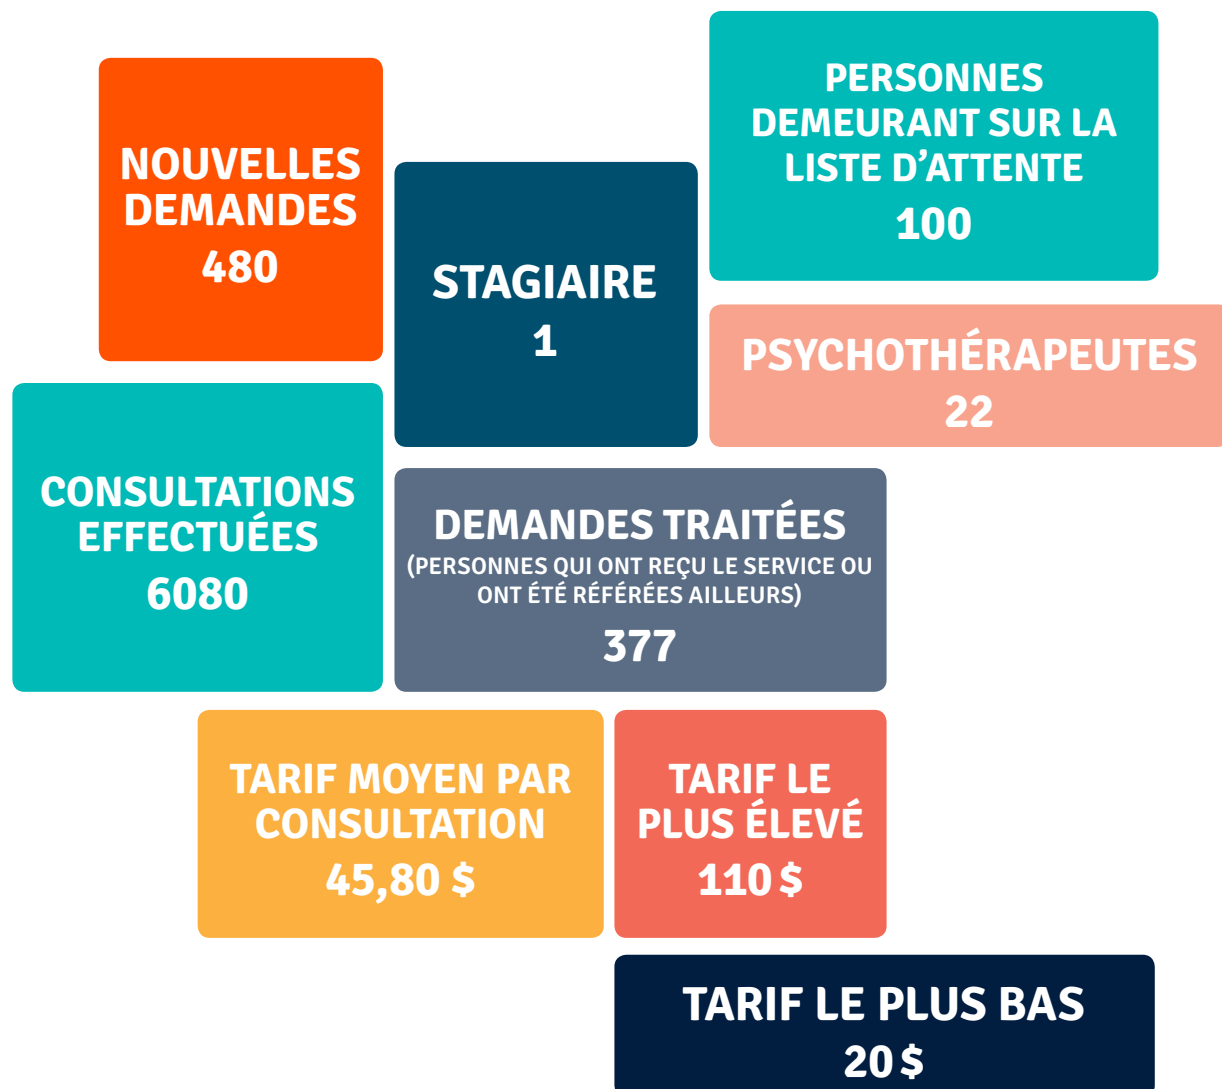 NOUVELLES
DEMANDES
480
STAGIAIRE
1
PERSONNES
DEMEURANT SUR LA
LISTE D’ATTENTE
100
PSYCHOTHÉRAPEUTES
22
CONSULTATIONS
EFFECTUÉES
6080
DEMANDES TRAITÉES
(PERSONNES QUI ONT REÇU LE SERVICE OU
ONT ÉTÉ RÉFÉRÉES AILLEURS)
377
TARIF MOYEN PAR
CONSULTATION
45,80 $
TARIF LE
PLUS ÉLEVÉ
110 $
TARIF LE PLUS BAS
20 $